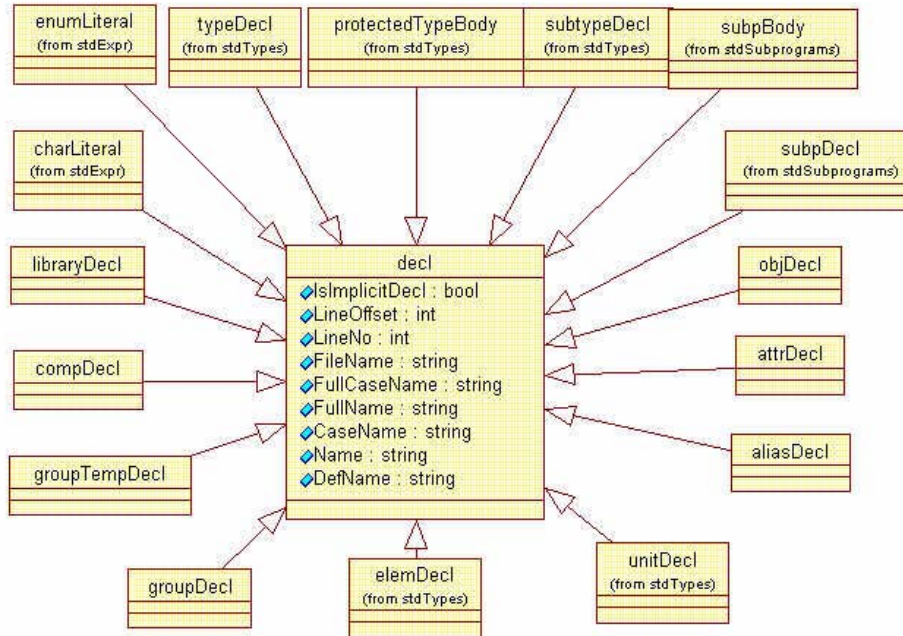 enumLiteral
(from stdExpr)
typeDecl
(from stdTypes)
protectedTypeBody
(from stdTypes)
subtypeDecl
(from stdTypes)
subpBody
(from stdSubprograms)
charLiteral
(from stdExpr)
subpDecl
(from stdSubprograms)
libraryDecl
decl
IsImplicitDecl : bool
LineOffset : int
LineNo : int
FileName : string
FullCaseName : string
FullName : string
CaseName : string
Name : string
DefName : string
objDecl
compDecl
attrDecl
groupTempDecl
aliasDecl
groupDecl
elemDecl
(from stdTypes)
unitDecl
(from stdTypes)